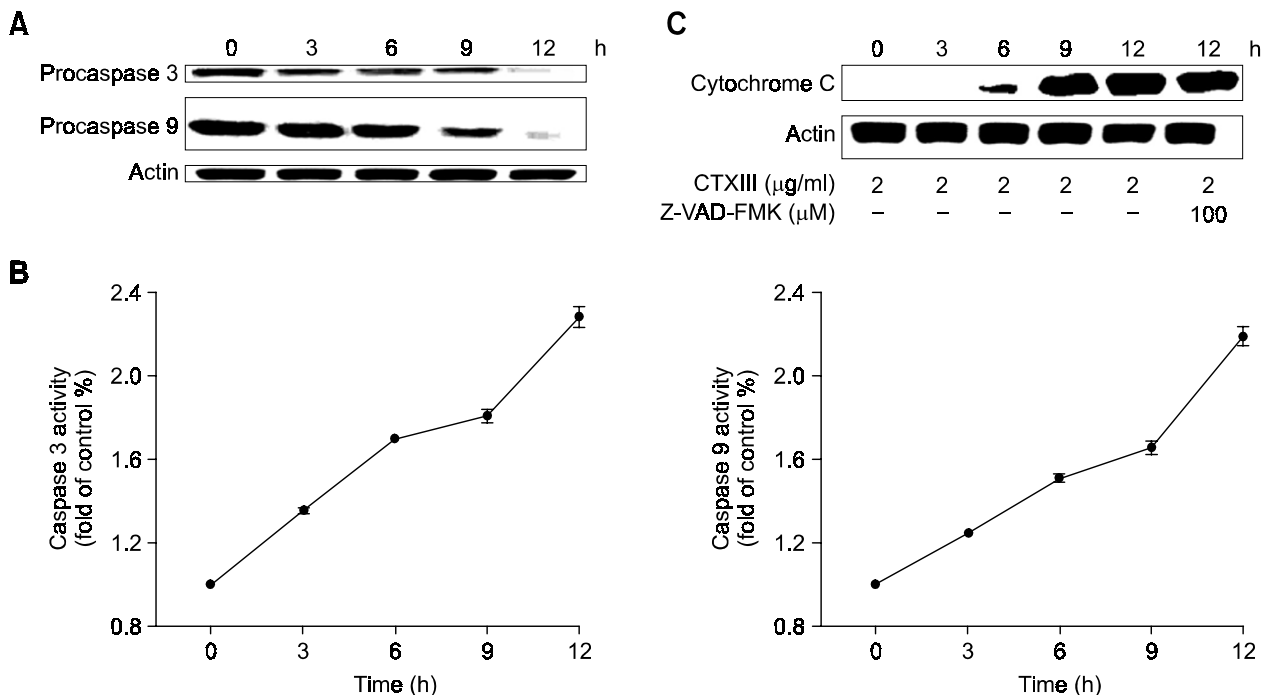 A
0 3 6 9 12 h
Procaspase 3
Procaspase 9
Actin
C
0 3 6 9 12 12 h
Cytochrome C
Actin
CTXIII (μg/ml) 2 2 2 2 2 2
Z-VAD-FMK (μM) – – – – – 100
B
2.4
2.0
1.6
1.2
0.8
Caspase 3 activity
(fold of control %)
0 3 6 9 12
Time (h)
2.4
2.0
1.6
1.2
0.8
Caspase 9 activity
(fold of control %)
0 3 6 9 12
Time (h)